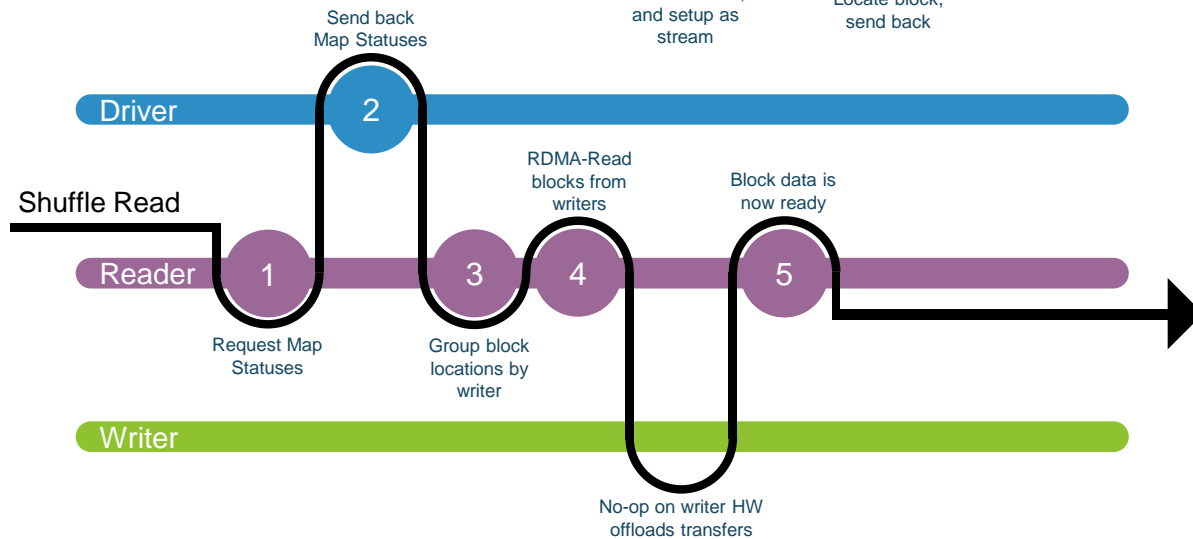 and setup as
stream
Locate block,
send back
Send back
Map Statuses
Driver
2
RDMA-Read
blocks from
writers
Block data is
now ready
Shuffle Read
Reader
1
3
4
5
Request Map
Statuses
Group block
locations by
writer
Writer
No-op on writer HW
offloads transfers